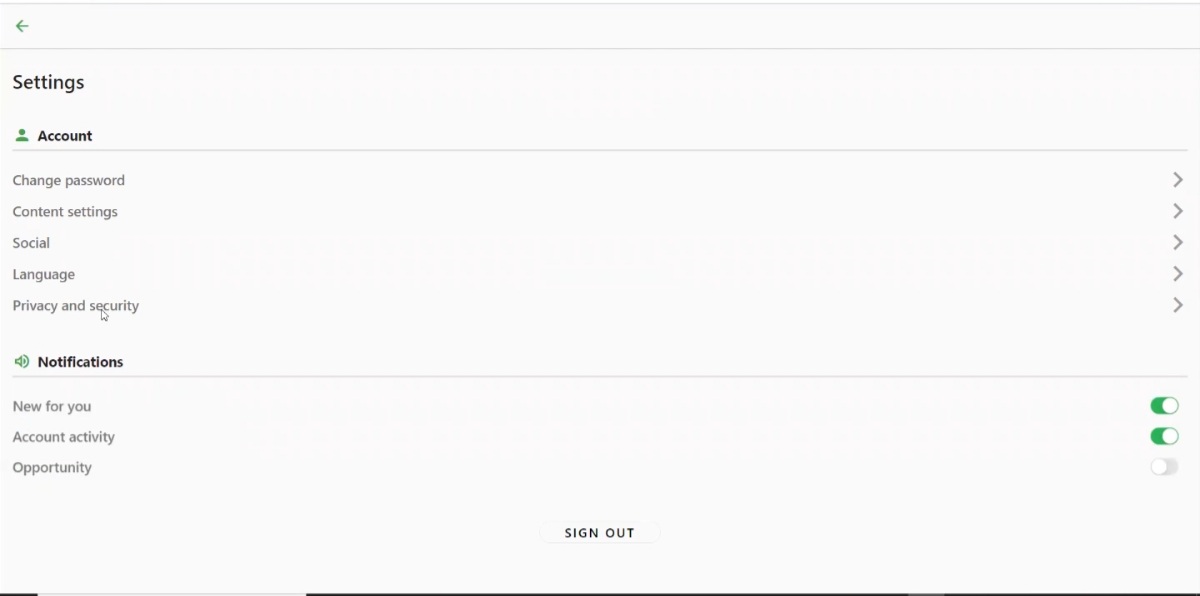 Settings
Account
Change password
Content settings
Social
Language
Privacy and security
Notifications
New for you
Account activity
Opportunity
SIGN OUT